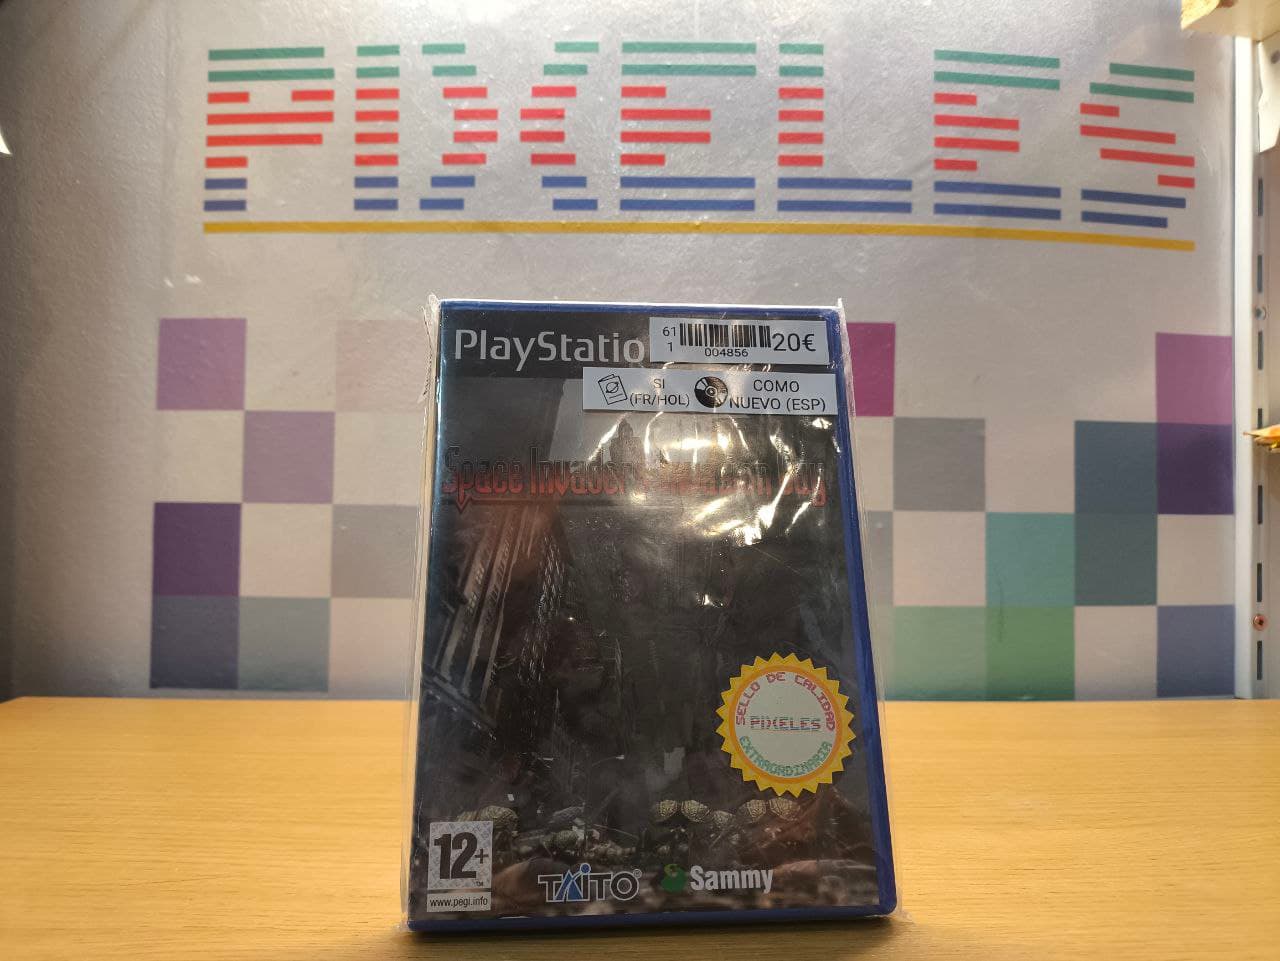 PIXELES
PlayStatio
61
1
004856
20€
SI
(FR/HOL)
COMO
NUEVO (ESP)
Space Invaders Invasion Day
SELLO DE CALIDAD
PIXELES
EXTRAORDINARIA
12+
www.pegi.info
TAITO®
Sammy